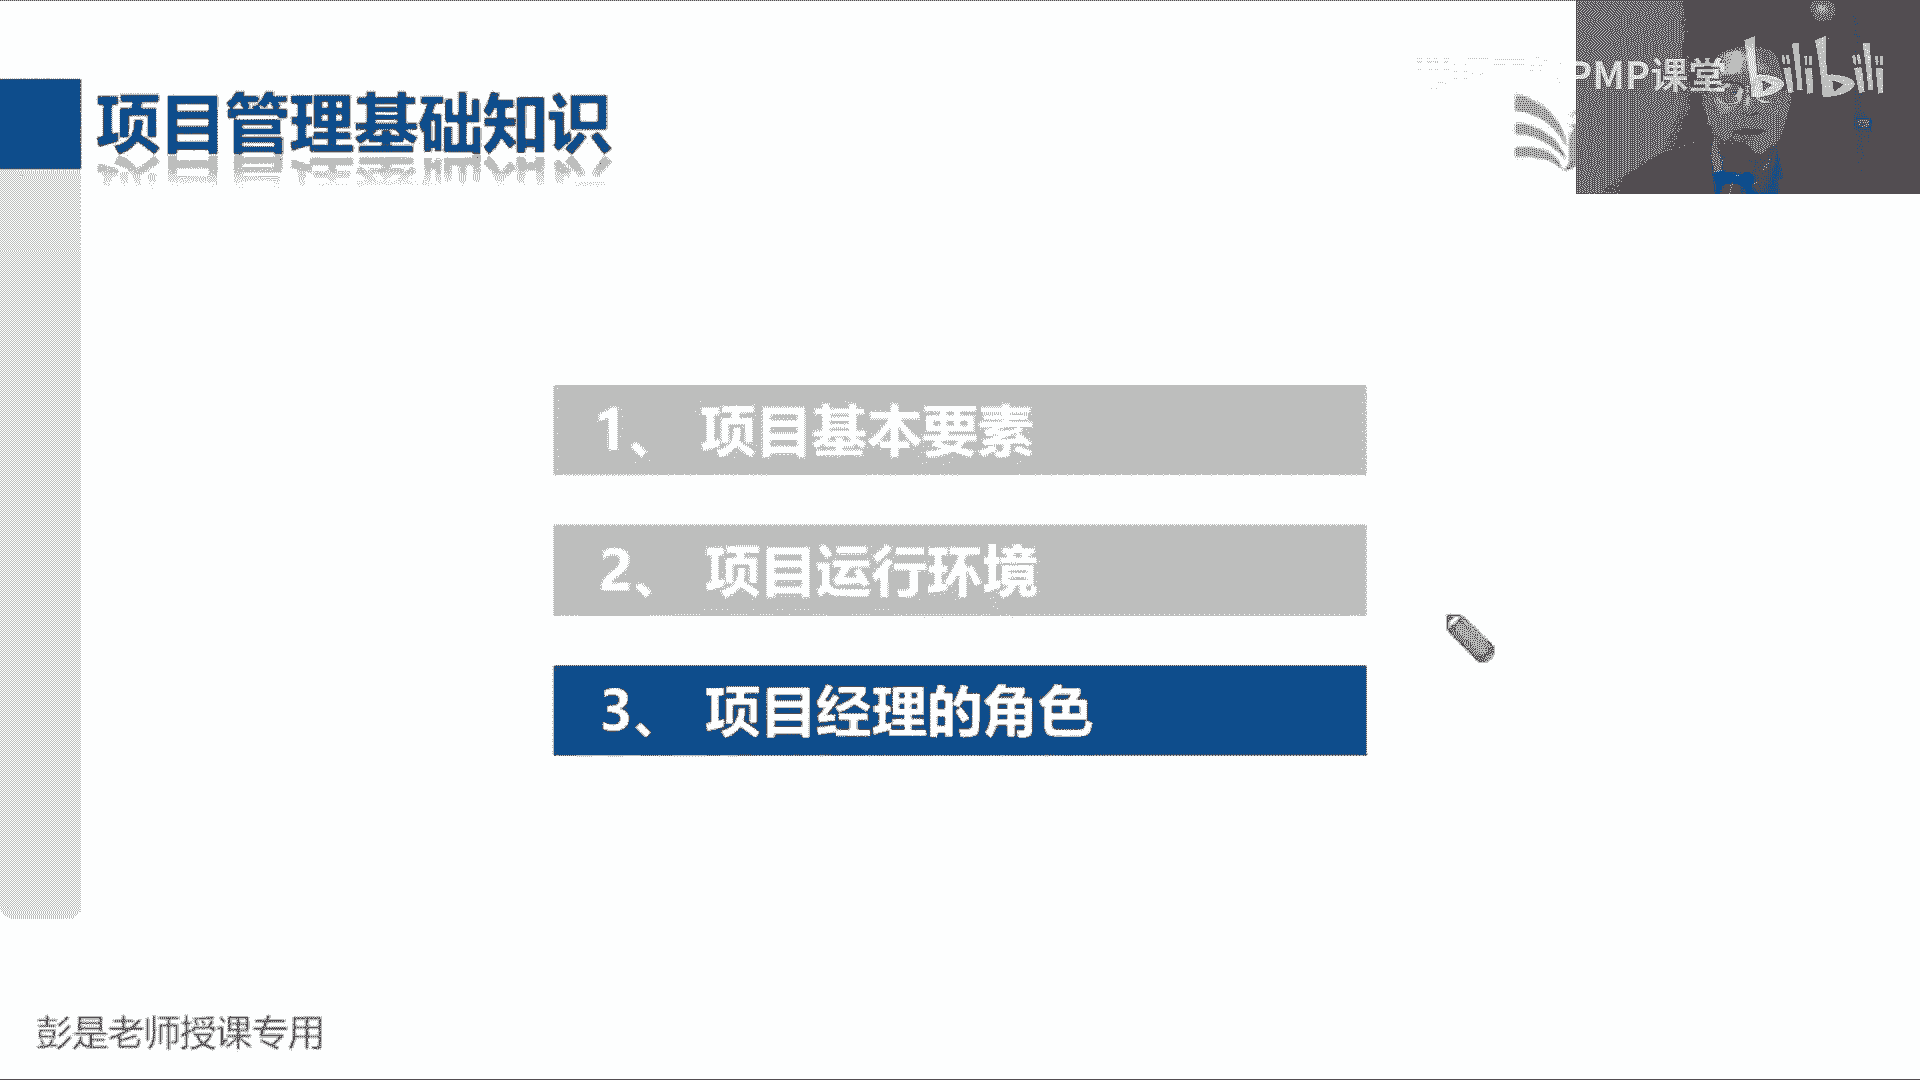 项目管理基础知识
PMP课堂 bilibili
1、 项目基本要素
2、 项目运行环境
3、 项目经理的角色
彭是老师授课专用